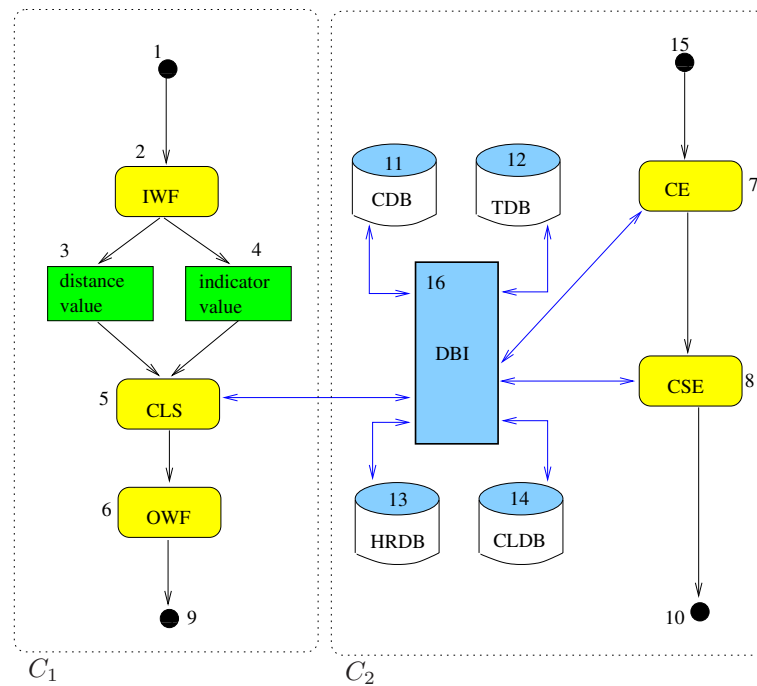 1
2
IWF
3
4
distance
value
indicator
value
5
CLS
6
OWF
9
C1
15
11
CDB
12
TDB
CE
7
16
DBI
CSE
8
13
HRDB
14
CLDB
10
C2